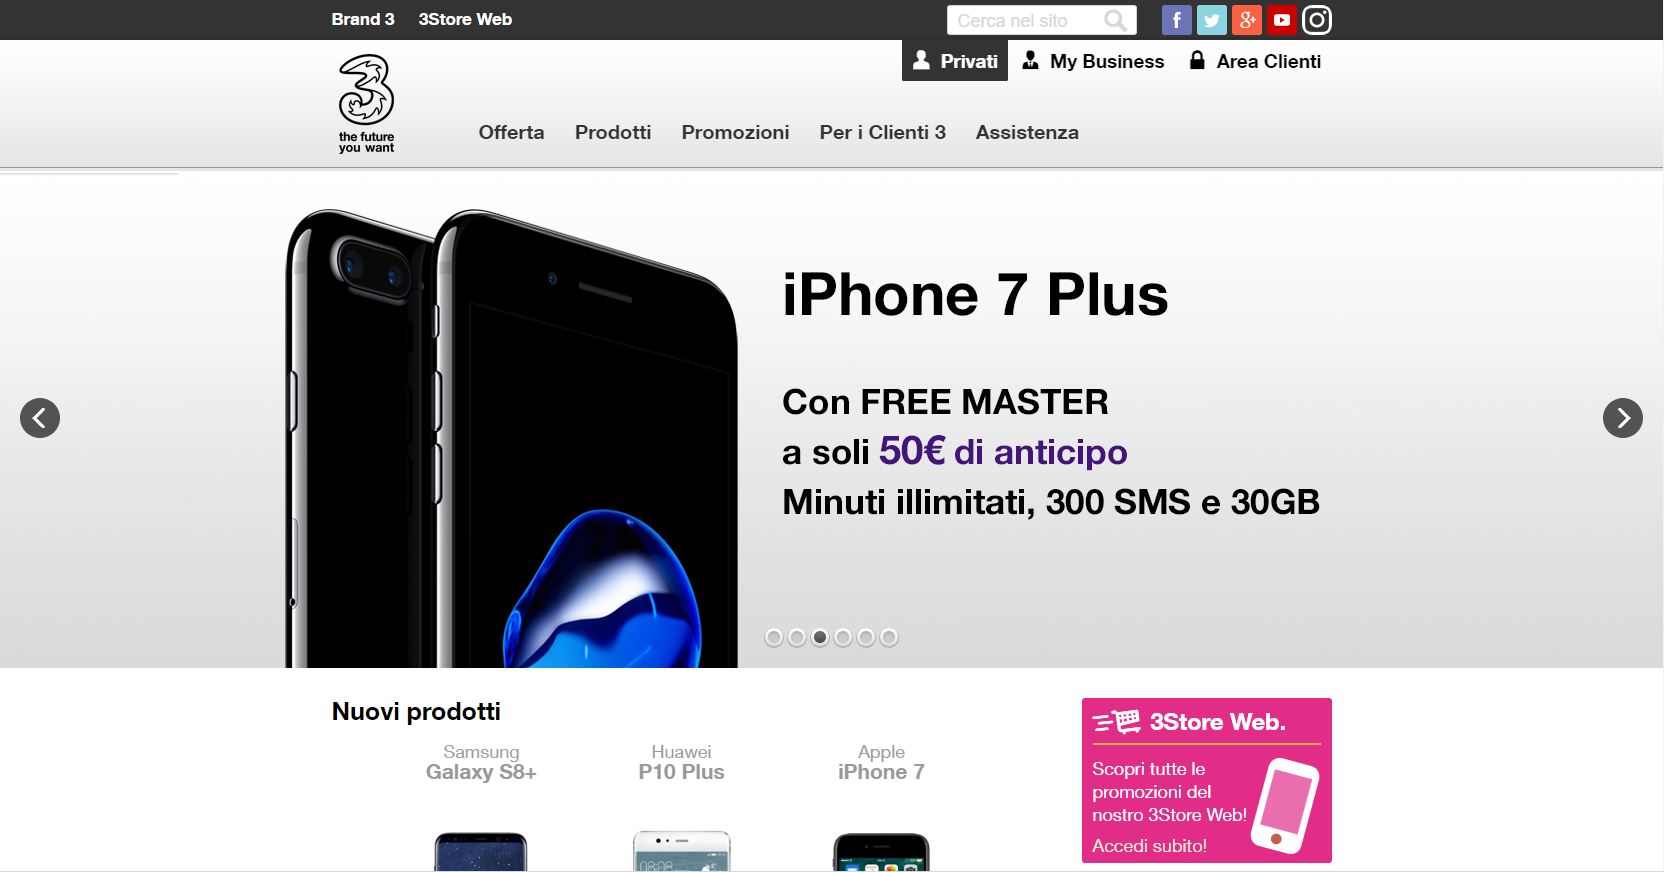 Brand 3
3Store Web
Cerca nel sito
Privati
My Business
Area Clienti
3
the future
you want
Offerta
Prodotti
Promozioni
Per i Clienti 3
Assistenza
iPhone 7 Plus
Con FREE MASTER
a soli 50€ di anticipo
Minuti illimitati, 300 SMS e 30GB
Nuovi prodotti
Samsung
Galaxy S8+
Huawei
P10 Plus
08:08
Apple
iPhone 7
3Store Web.
Scopri tutte le
promozioni del
nostro 3Store Web!
Accedi subito!